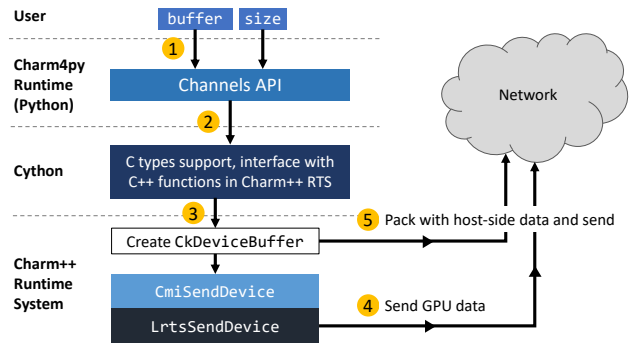 User
buffer
size
1
Charm4py
Runtime
(Python)
Channels API
Network
2
Cython
C types support, interface with
C++ functions in Charm++ RTS
3
5 Pack with host-side data and send
Create CkDeviceBuffer
Charm++
Runtime
System
CmiSendDevice
4 Send GPU data
LrtsSendDevice